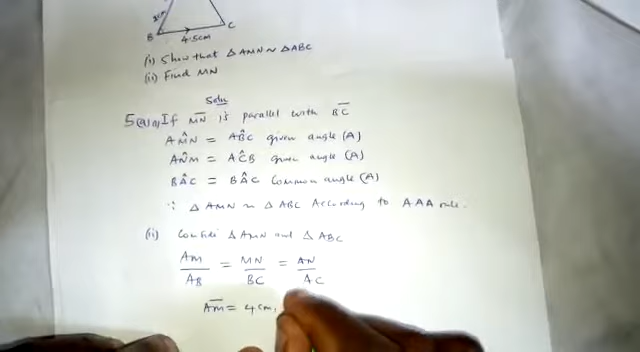 B
C
4.5cm
(i) Show that △AMN ~ △ABC
(ii) Find MN
Soln
5(a)(i) If MN is parallel with BC
AM̂N = AB̂C given angle (A)
AN̂M = AĈB given angle (A)
BÂC = BÂC Common angle (A)
∵ △AMN ~ △ABC According to AAA rule.
(ii) Consider △AMN and △ABC
AM/AB = MN/BC = AN/AC
AM = 4cm,